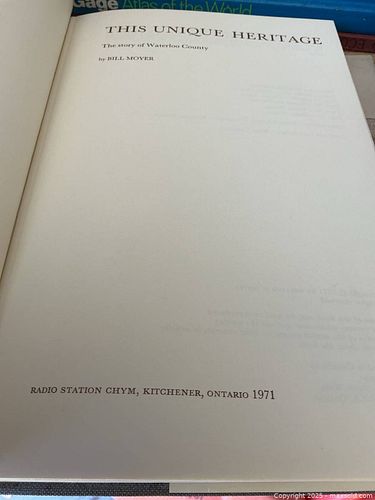 Gage Atlas of the World
THIS UNIQUE HERITAGE
The story of Waterloo County
by BILL MOYER
RADIO STATION CHYM, KITCHENER, ONTARIO 1971
Copyright 2025 - maxsold.com